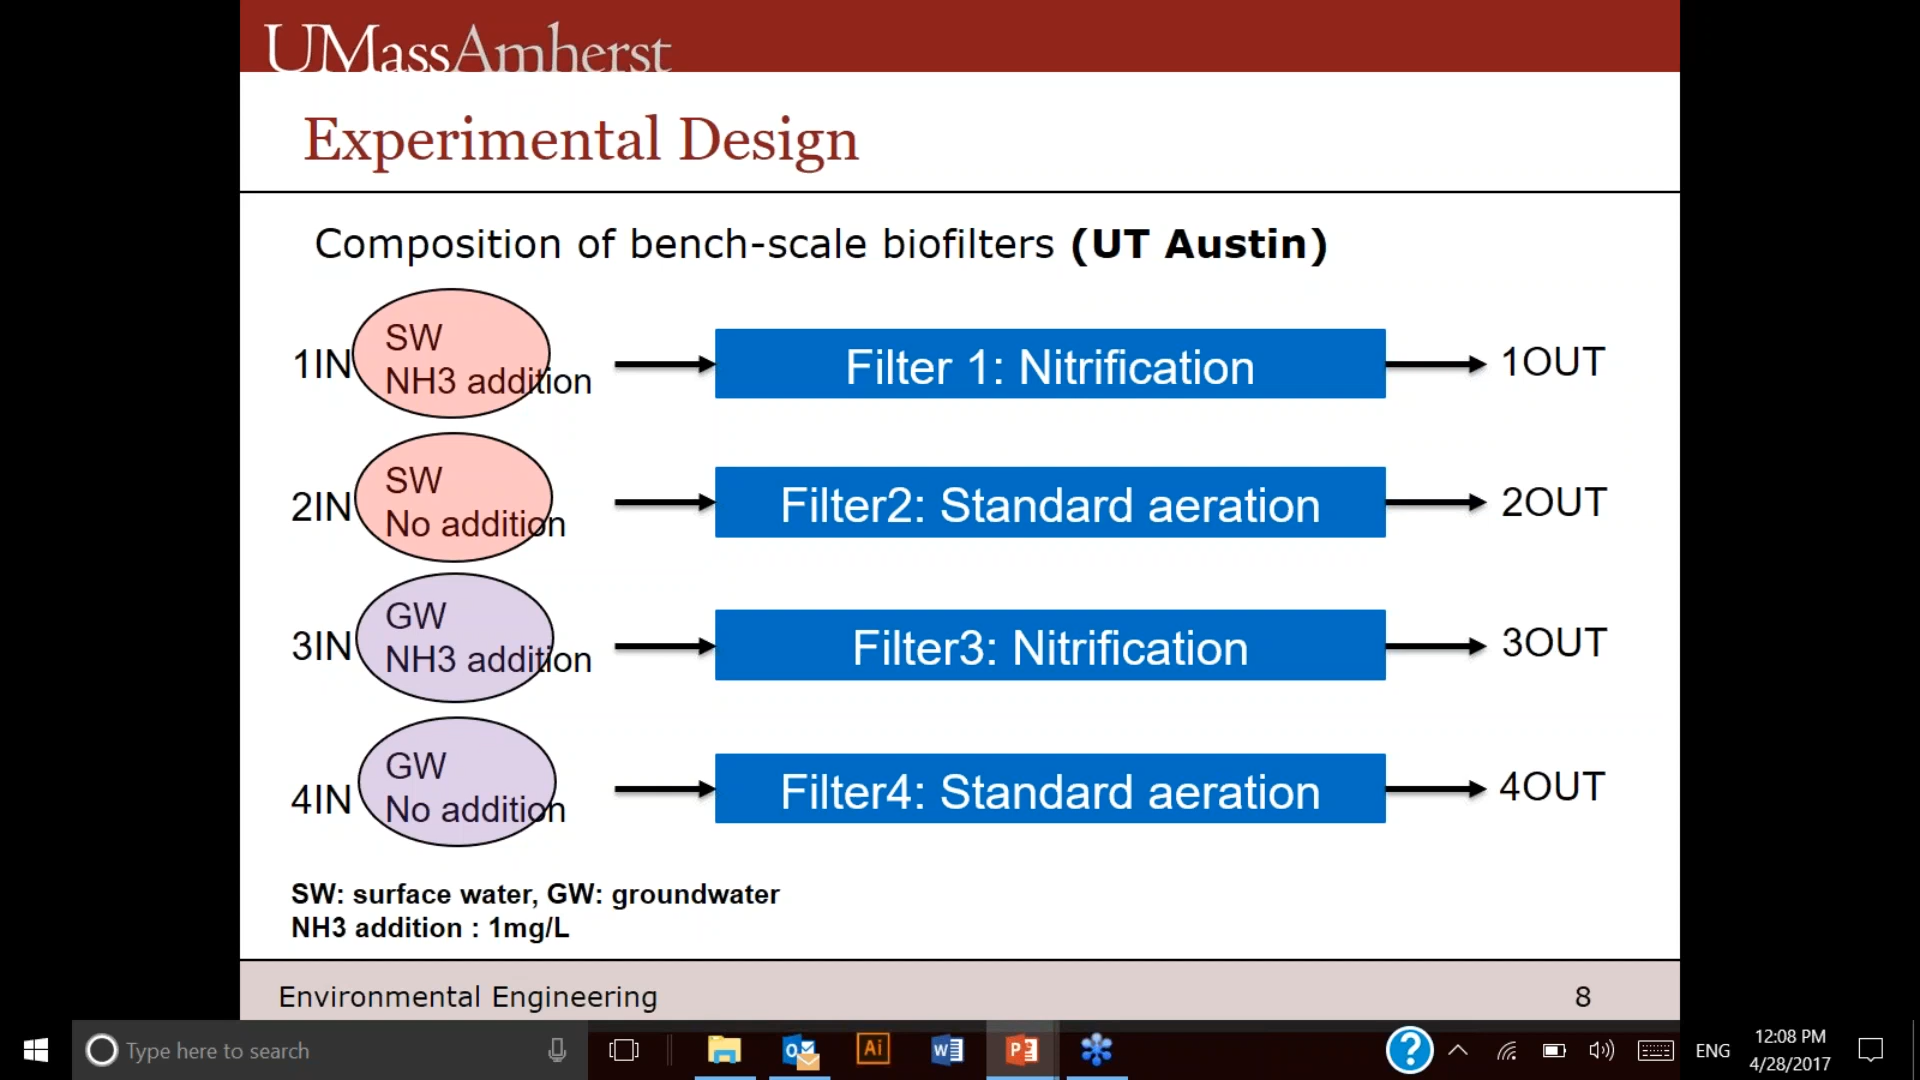 UMassAmherst
Experimental Design
Composition of bench-scale biofilters (UT Austin)
1IN
SW
NH3 addition
Filter 1: Nitrification
1OUT
2IN
SW
No addition
Filter2: Standard aeration
2OUT
3IN
GW
NH3 addition
Filter3: Nitrification
3OUT
4IN
GW
No addition
Filter4: Standard aeration
4OUT
SW: surface water, GW: groundwater
NH3 addition : 1mg/L
Environmental Engineering
8
Type here to search
Ai
ENG
12:08 PM
4/28/2017